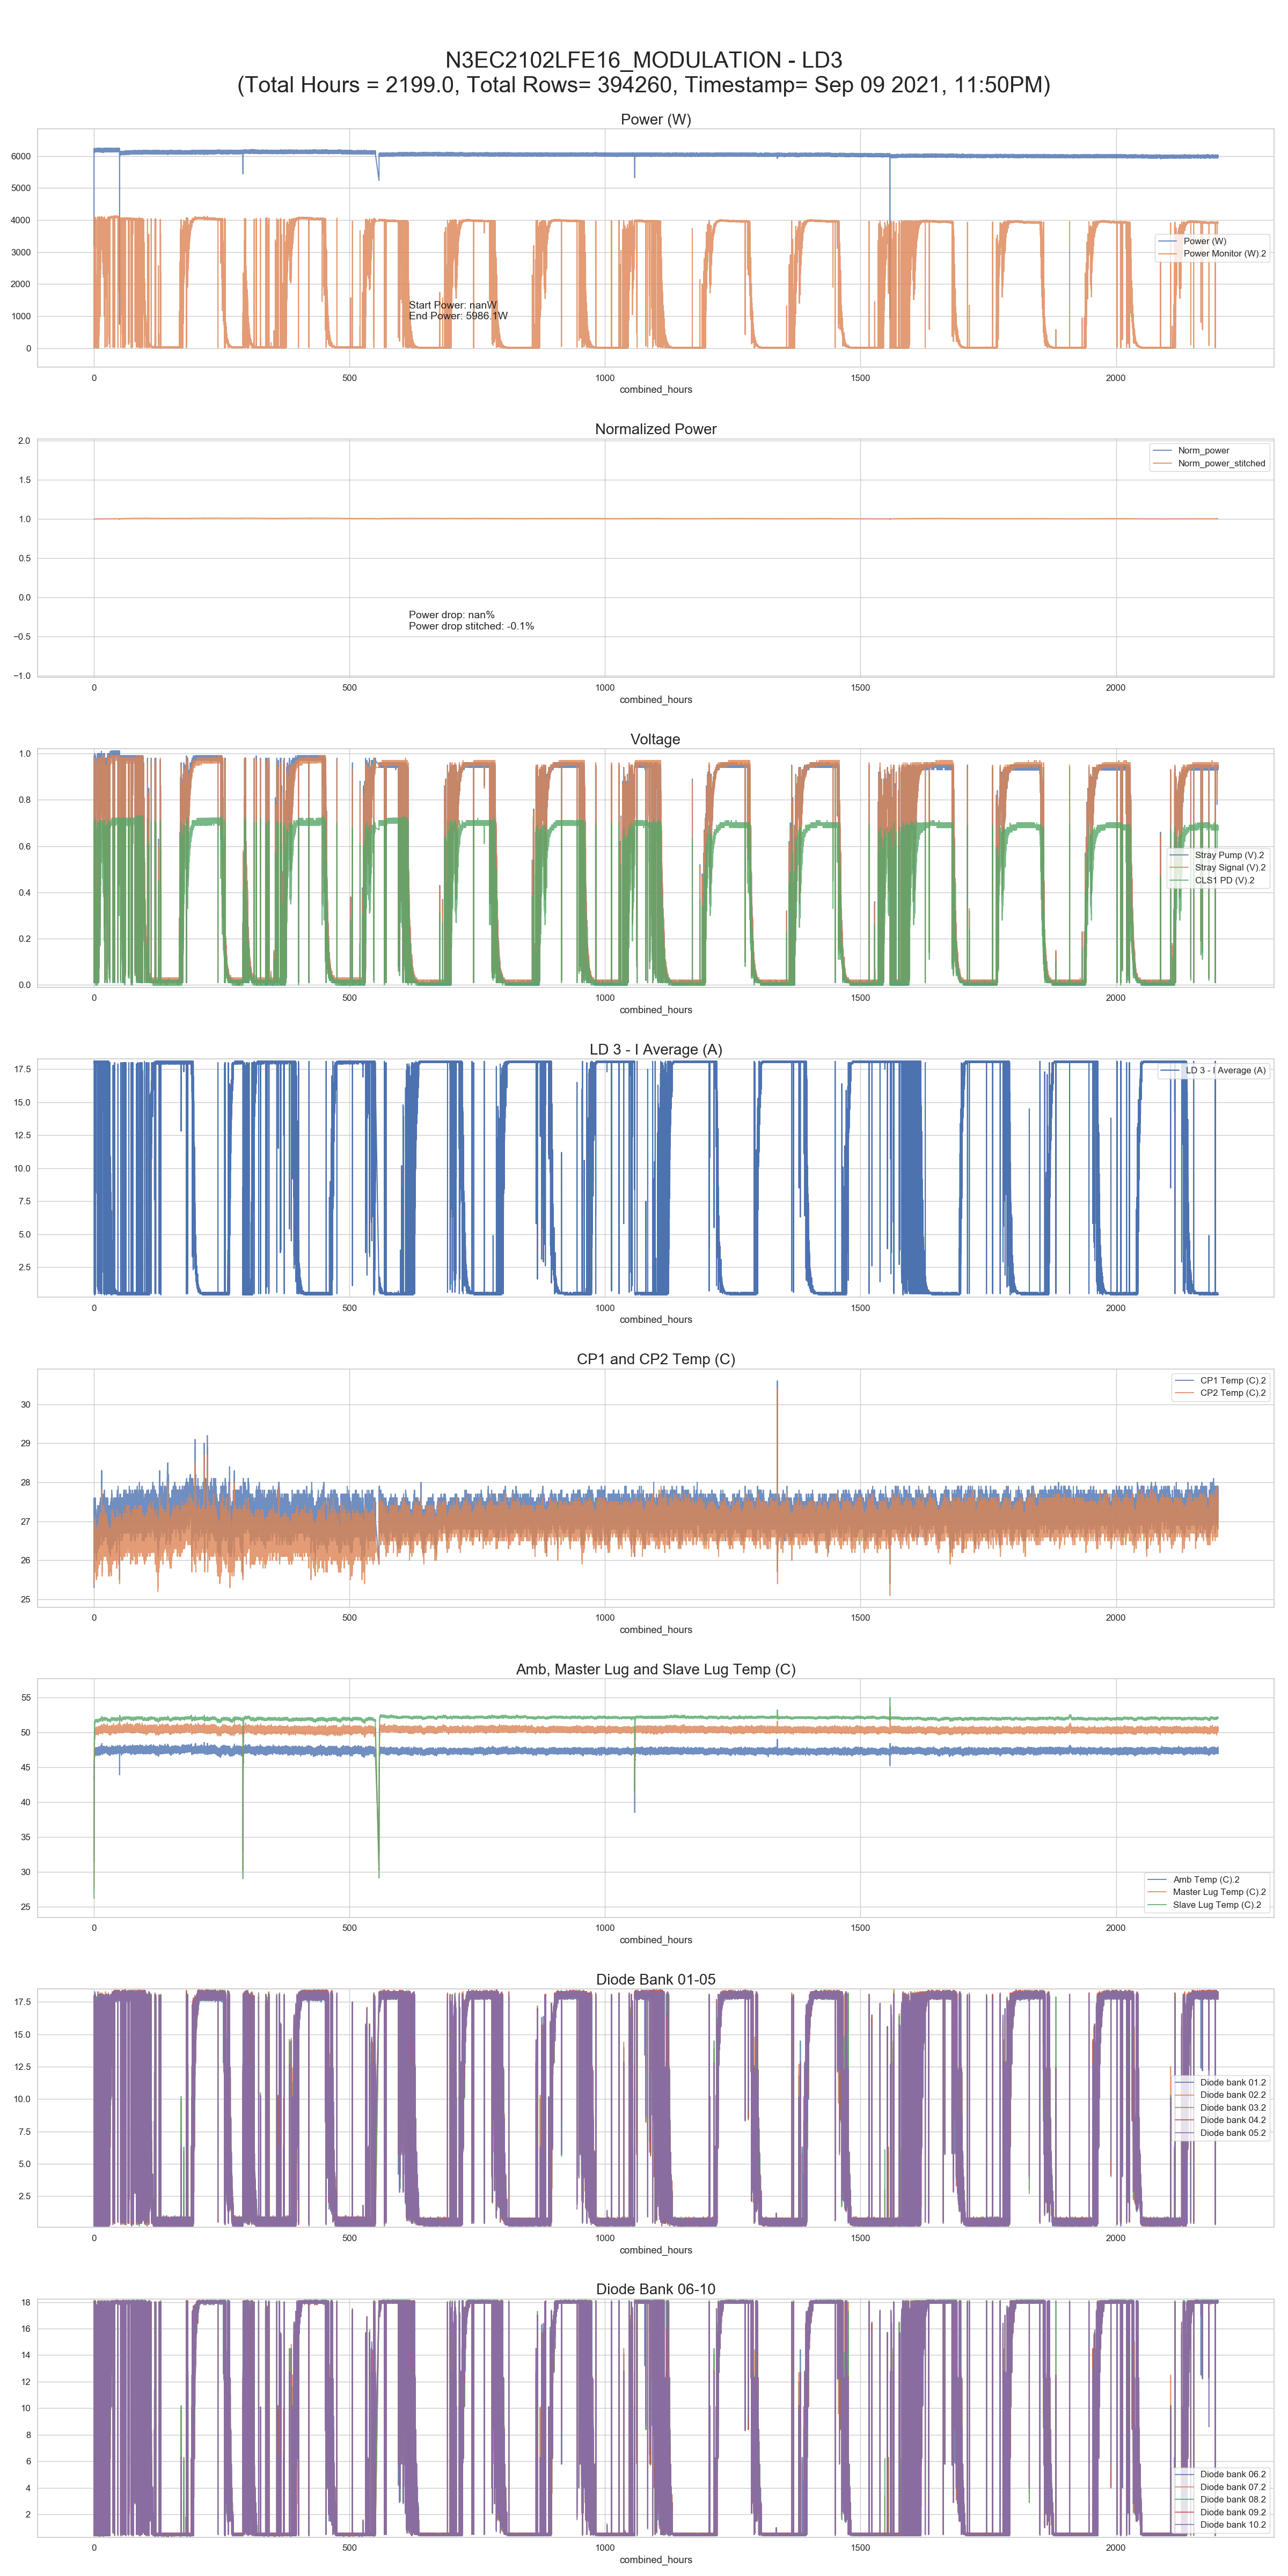 N3EC2102LFE16_MODULATION - LD3
(Total Hours = 2199.0, Total Rows= 394260, Timestamp= Sep 09 2021, 11:50PM)
Power (W)
6000
5000
4000
3000
2000
1000
0
Power (W)
Power Monitor (W).2
Start Power: nanW
End Power: 5986.1W
0 500 1000 1500 2000
combined_hours
Normalized Power
2.0
1.5
1.0
0.5
0.0
−0.5
−1.0
Norm_power
Norm_power_stitched
Power drop: nan%
Power drop stitched: -0.1%
0 500 1000 1500 2000
combined_hours
Voltage
1.0
0.8
0.6
0.4
0.2
0.0
Stray Pump (V).2
Stray Signal (V).2
CLS1 PD (V).2
0 500 1000 1500 2000
combined_hours
LD 3 - I Average (A)
17.5
15.0
12.5
10.0
7.5
5.0
2.5
LD 3 - I Average (A)
0 500 1000 1500 2000
combined_hours
CP1 and CP2 Temp (C)
30
29
28
27
26
25
CP1 Temp (C).2
CP2 Temp (C).2
0 500 1000 1500 2000
combined_hours
Amb, Master Lug and Slave Lug Temp (C)
55
50
45
40
35
30
25
Amb Temp (C).2
Master Lug Temp (C).2
Slave Lug Temp (C).2
0 500 1000 1500 2000
combined_hours
Diode Bank 01-05
17.5
15.0
12.5
10.0
7.5
5.0
2.5
Diode bank 01.2
Diode bank 02.2
Diode bank 03.2
Diode bank 04.2
Diode bank 05.2
0 500 1000 1500 2000
combined_hours
Diode Bank 06-10
18
16
14
12
10
8
6
4
2
Diode bank 06.2
Diode bank 07.2
Diode bank 08.2
Diode bank 09.2
Diode bank 10.2
0 500 1000 1500 2000
combined_hours